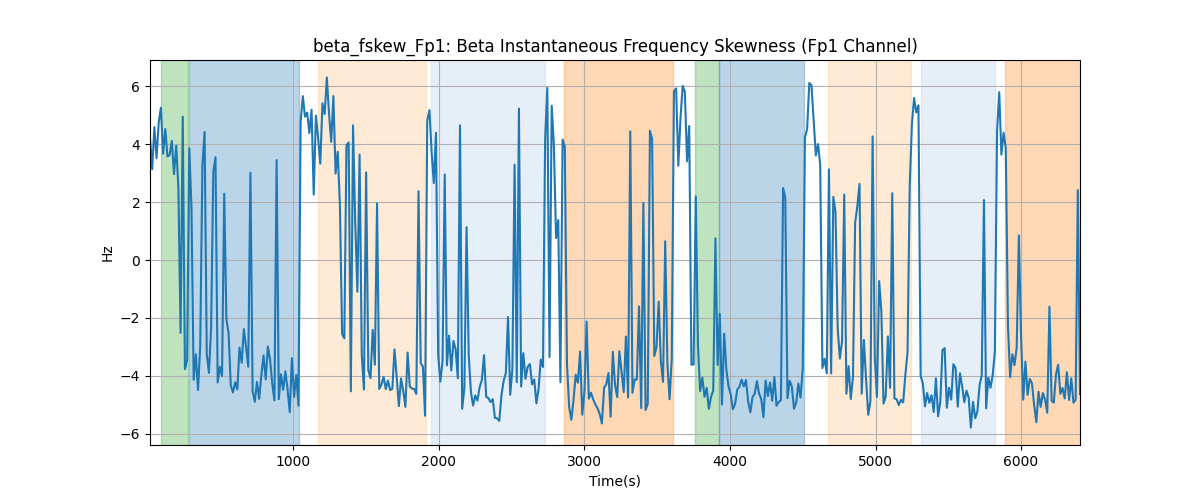 beta_fskew_Fp1: Beta Instantaneous Frequency Skewness (Fp1 Channel)
6
4
2
0
−2
−4
−6
Hz
1000 2000 3000 4000 5000 6000
Time(s)